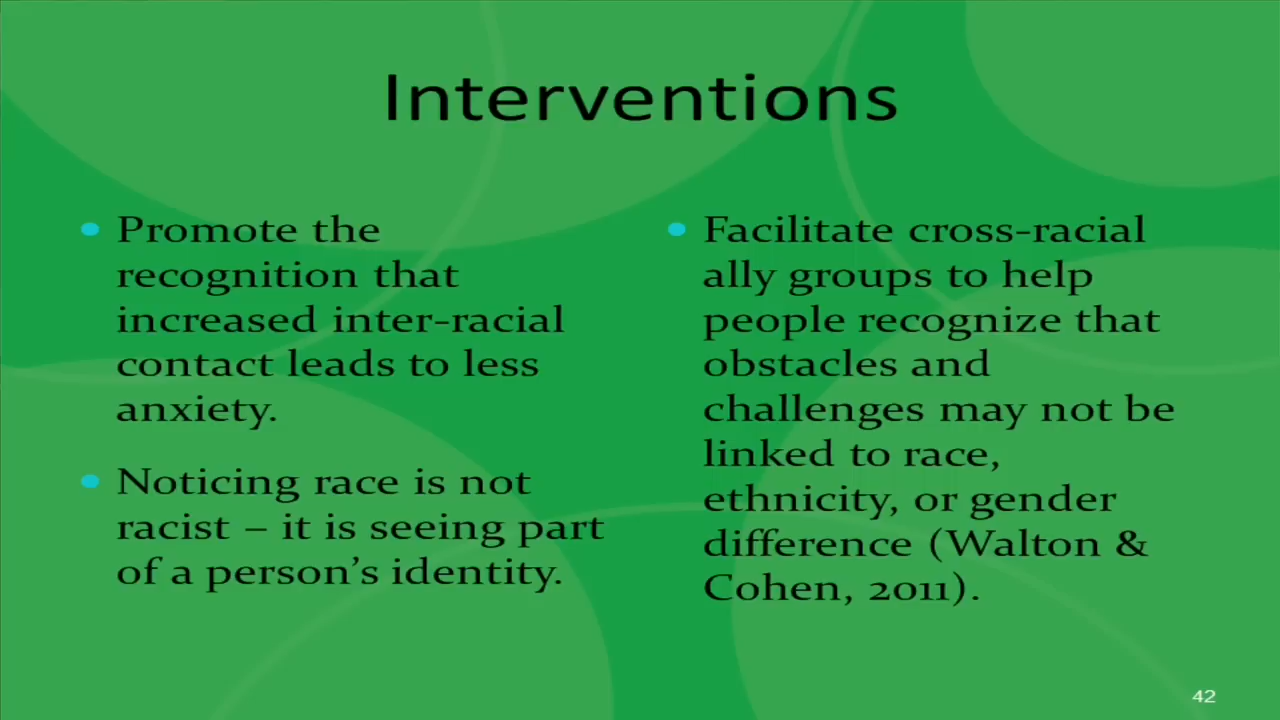 Interventions
• Promote the
recognition that
increased inter-racial
contact leads to less
anxiety.
• Noticing race is not
racist – it is seeing part
of a person’s identity.
• Facilitate cross-racial
ally groups to help
people recognize that
obstacles and
challenges may not be
linked to race,
ethnicity, or gender
difference (Walton &
Cohen, 2011).
42